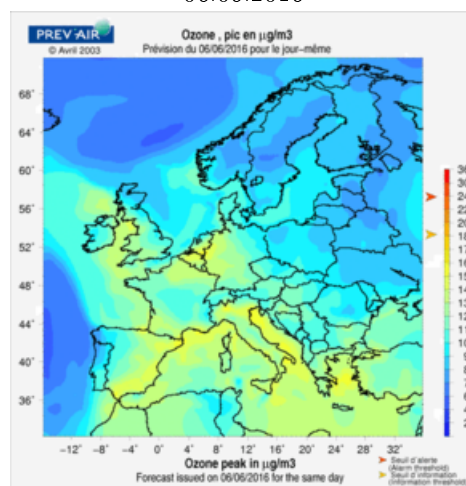 06/06/2016
PREV'AIR
© Avril 2003
Ozone , pic en µg/m3
Prévision du 06/06/2016 pour le jour-même
68°
64°
60°
56°
52°
48°
44°
40°
36°
-12° -8° -4° 0° 4° 8° 12° 16° 20° 24° 28° 32°
Ozone peak in µg/m3
Forecast issued on 06/06/2016 for the same day
Seuil d'alerte
(Alarm threshold)
Seuil d'information
(Information threshold)